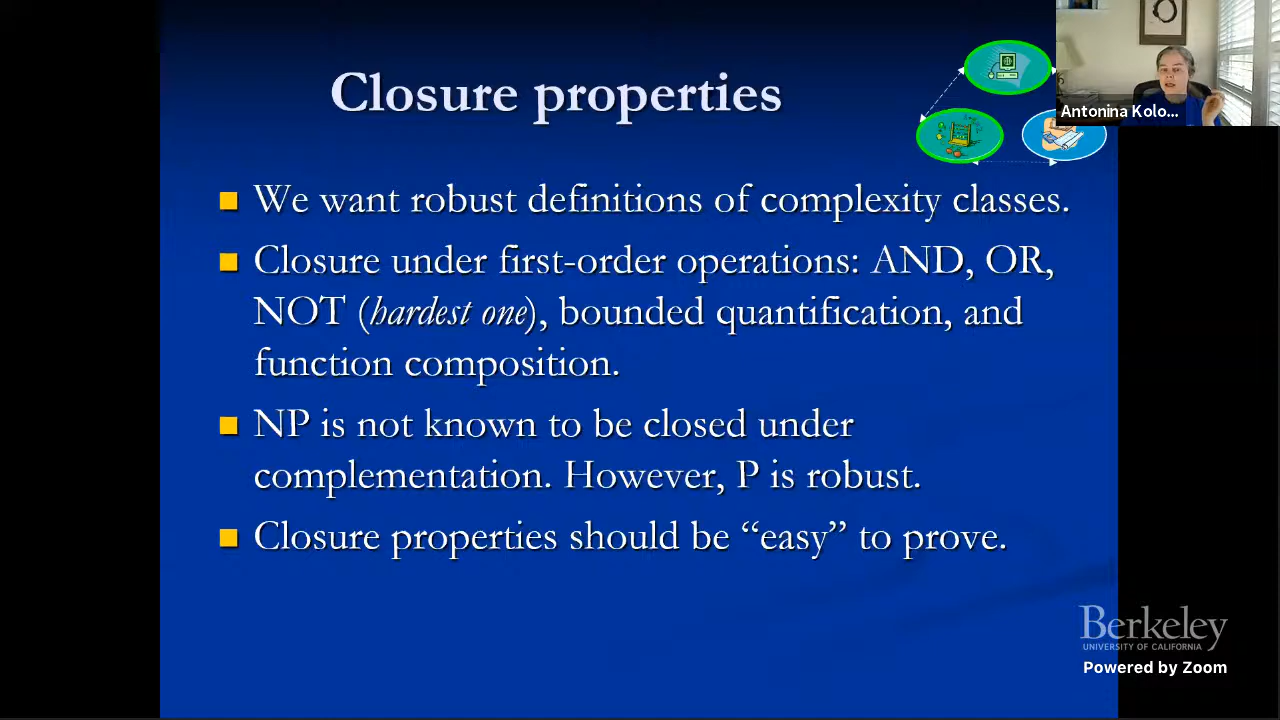 Closure properties
Antonina Kolo...
We want robust definitions of complexity classes.
Closure under first-order operations: AND, OR,
NOT (hardest one), bounded quantification, and
function composition.
NP is not known to be closed under
complementation. However, P is robust.
Closure properties should be “easy” to prove.
Berkeley
UNIVERSITY OF CALIFORNIA
Powered by Zoom